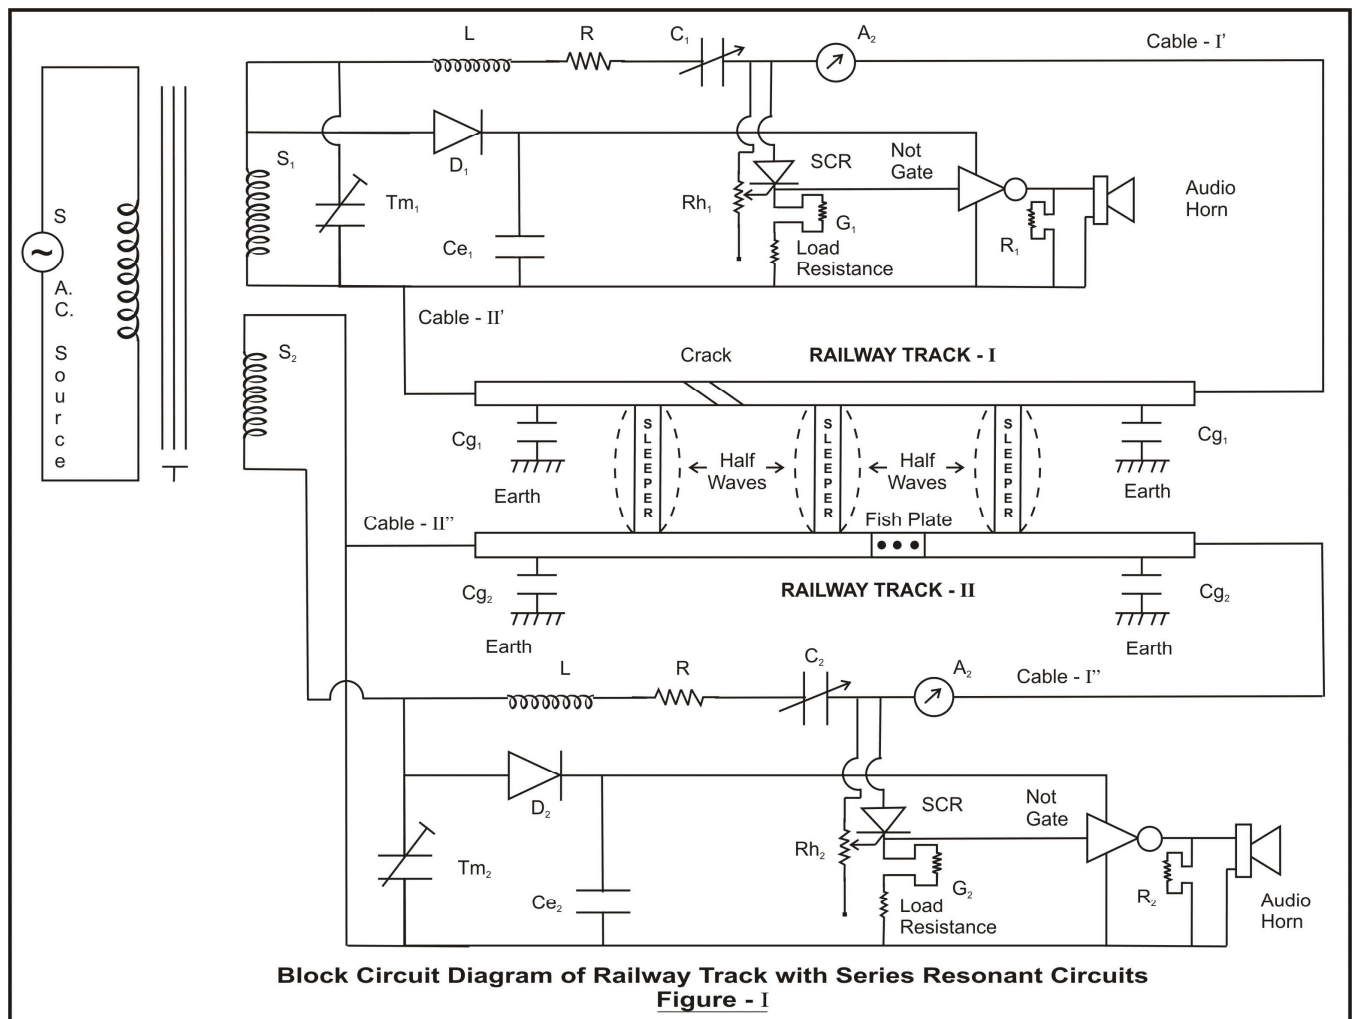 L
R
C₁
A₂
Cable - I'
S
A.
C.
S
o
u
r
c
e
T
S₁
Tm₁
D₁
Ce₁
Rh₁
SCR
G₁
Load
Resistance
Not
Gate
R₁
Audio
Horn
Cable - II'
S₂
Crack
RAILWAY TRACK - I
Cg₁
Earth
SLEEPER
Half
Waves
SLEEPER
Half
Waves
SLEEPER
Cg₁
Earth
Cable - II”
Fish Plate
RAILWAY TRACK - II
Cg₂
Earth
Cg₂
Earth
L
R
C₂
A₂
Cable - I”
D₂
Tm₂
Ce₂
Rh₂
SCR
G₂
Load
Resistance
Not
Gate
R₂
Audio
Horn
Block Circuit Diagram of Railway Track with Series Resonant Circuits
Figure - I